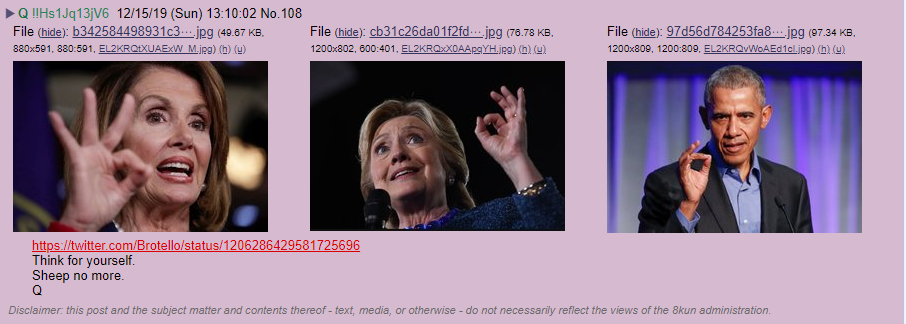 Q !!Hs1Jq13jV6 12/15/19 (Sun) 13:10:02 No.108
File (hide): b342584498931c3⋯.jpg (49.67 KB, 880x591, 880:591, EL2KRQtXUAExW_M.jpg) (h) (u)
File (hide): cb31c26da01f2fd⋯.jpg (76.78 KB, 1200x802, 600:401, EL2KRQxX0AApqYH.jpg) (h) (u)
File (hide): 97d56d784253fa8⋯.jpg (97.34 KB, 1200x809, 1200:809, EL2KRQvWoAEd1cI.jpg) (h) (u)
https://twitter.com/Brotello/status/1206286429581725696
Think for yourself.
Sheep no more.
Q
Disclaimer: this post and the subject matter and contents thereof - text, media, or otherwise - do not necessarily reflect the views of the 8kun administration.